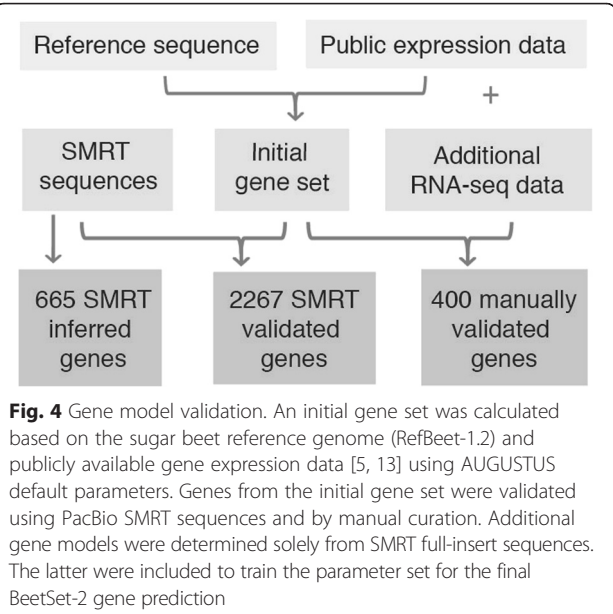 Reference sequence
Public expression data
+
SMRT
sequences
Initial
gene set
Additional
RNA-seq data
665 SMRT
inferred
genes
2267 SMRT
validated
genes
400 manually
validated
genes
Fig. 4 Gene model validation. An initial gene set was calculated
based on the sugar beet reference genome (RefBeet-1.2) and
publicly available gene expression data [5, 13] using AUGUSTUS
default parameters. Genes from the initial gene set were validated
using PacBio SMRT sequences and by manual curation. Additional
gene models were determined solely from SMRT full-insert sequences.
The latter were included to train the parameter set for the final
BeetSet-2 gene prediction